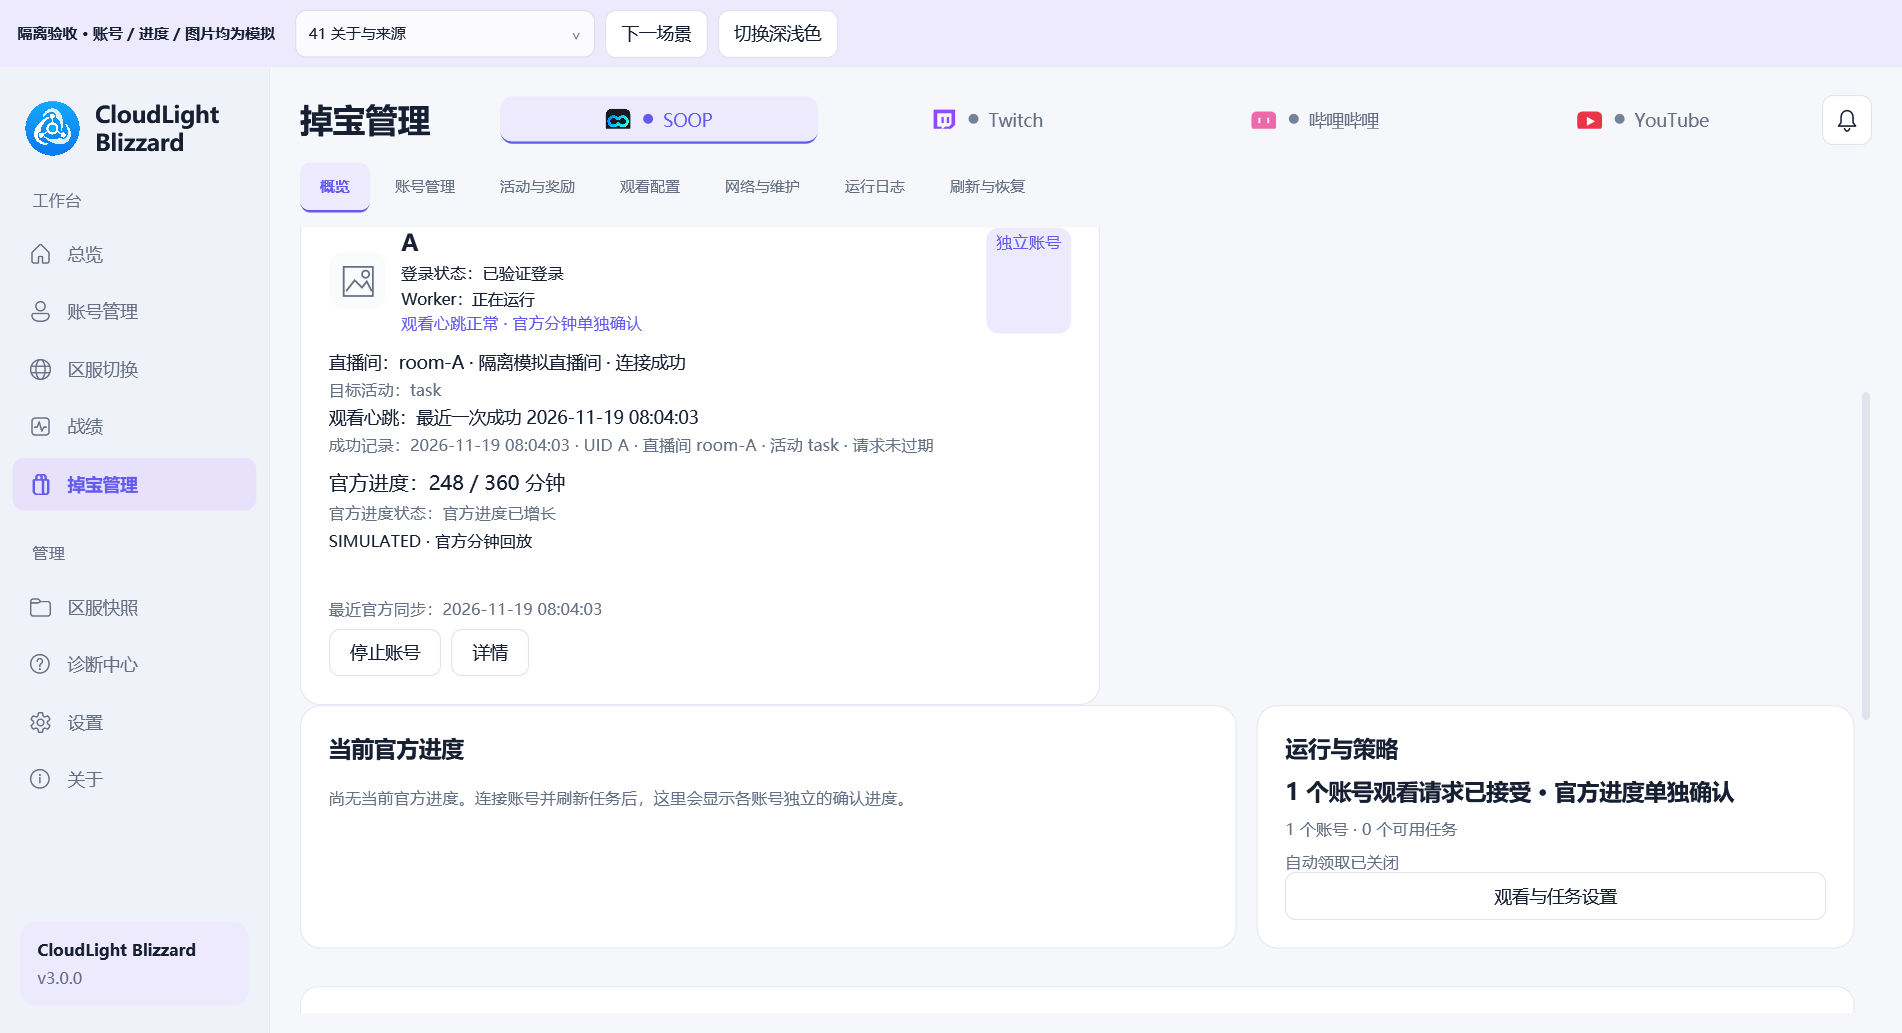 隔离验收 • 账号 / 进度 / 图片均为模拟
41 关于与来源
下一场景
切换深浅色
CloudLight
Blizzard
工作台
总览
账号管理
区服切换
战绩
掉宝管理
管理
区服快照
诊断中心
设置
关于
CloudLight Blizzard
v3.0.0
掉宝管理
SOOP
Twitch
哔哩哔哩
YouTube
概览
账号管理
活动与奖励
观看配置
网络与维护
运行日志
刷新与恢复
A
独立账号
登录状态：已验证登录
Worker：正在运行
观看心跳正常 · 官方分钟单独确认
直播间：room-A · 隔离模拟直播间 · 连接成功
目标活动：task
观看心跳：最近一次成功 2026-11-19 08:04:03
成功记录：2026-11-19 08:04:03 · UID A · 直播间 room-A · 活动 task · 请求未过期
官方进度：248 / 360 分钟
官方进度状态：官方进度已增长
SIMULATED · 官方分钟回放
最近官方同步：2026-11-19 08:04:03
停止账号
详情
当前官方进度
尚无当前官方进度。连接账号并刷新任务后，这里会显示各账号独立的确认进度。
运行与策略
1 个账号观看请求已接受 • 官方进度单独确认
1 个账号 · 0 个可用任务
自动领取已关闭
观看与任务设置